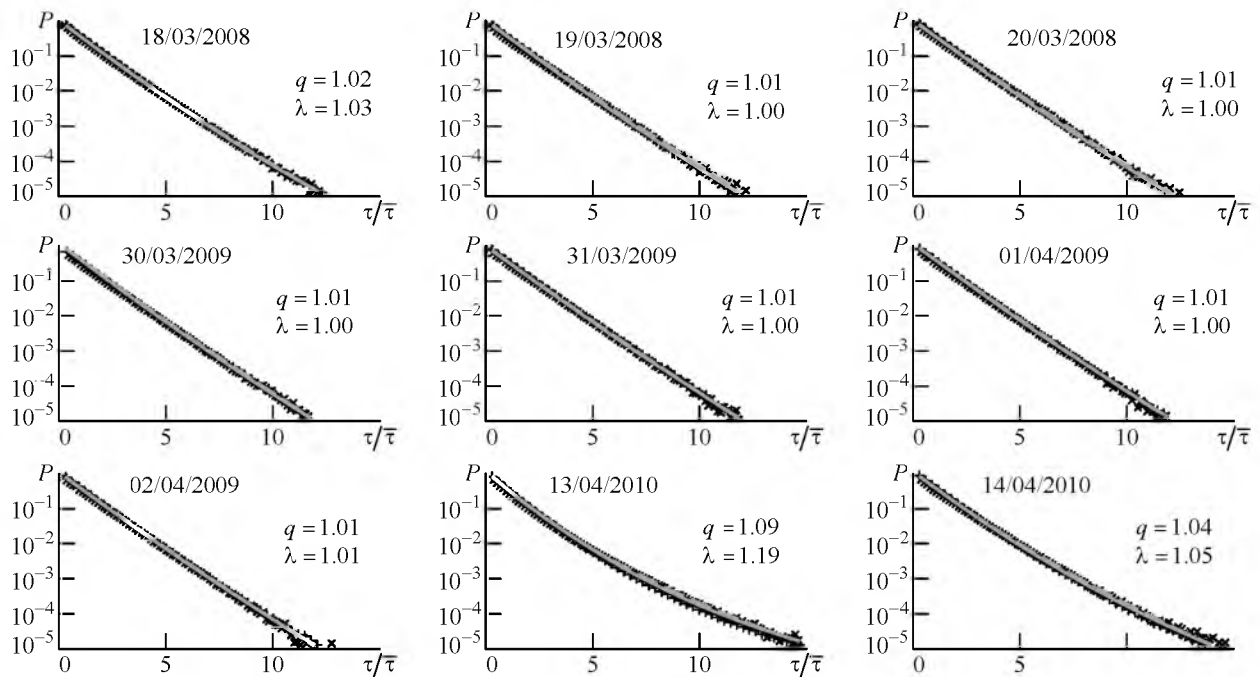 P
18/03/2008
q = 1.02
λ = 1.03
10⁻¹
10⁻²
10⁻³
10⁻⁴
10⁻⁵
0
5
10
τ/τ̅
P
19/03/2008
q = 1.01
λ = 1.00
10⁻¹
10⁻²
10⁻³
10⁻⁴
10⁻⁵
0
5
10
τ/τ̅
P
20/03/2008
q = 1.01
λ = 1.00
10⁻¹
10⁻²
10⁻³
10⁻⁴
10⁻⁵
0
5
10
τ/τ̅
P
30/03/2009
q = 1.01
λ = 1.00
10⁻¹
10⁻²
10⁻³
10⁻⁴
10⁻⁵
0
5
10
τ/τ̅
P
31/03/2009
q = 1.01
λ = 1.00
10⁻¹
10⁻²
10⁻³
10⁻⁴
10⁻⁵
0
5
10
τ/τ̅
P
01/04/2009
q = 1.01
λ = 1.00
10⁻¹
10⁻²
10⁻³
10⁻⁴
10⁻⁵
0
5
10
τ/τ̅
P
02/04/2009
q = 1.01
λ = 1.01
10⁻¹
10⁻²
10⁻³
10⁻⁴
10⁻⁵
0
5
10
τ/τ̅
P
13/04/2010
q = 1.09
λ = 1.19
10⁻¹
10⁻²
10⁻³
10⁻⁴
10⁻⁵
0
5
10
τ/τ̅
P
14/04/2010
q = 1.04
λ = 1.05
10⁻¹
10⁻²
10⁻³
10⁻⁴
10⁻⁵
0
5
10
τ/τ̅